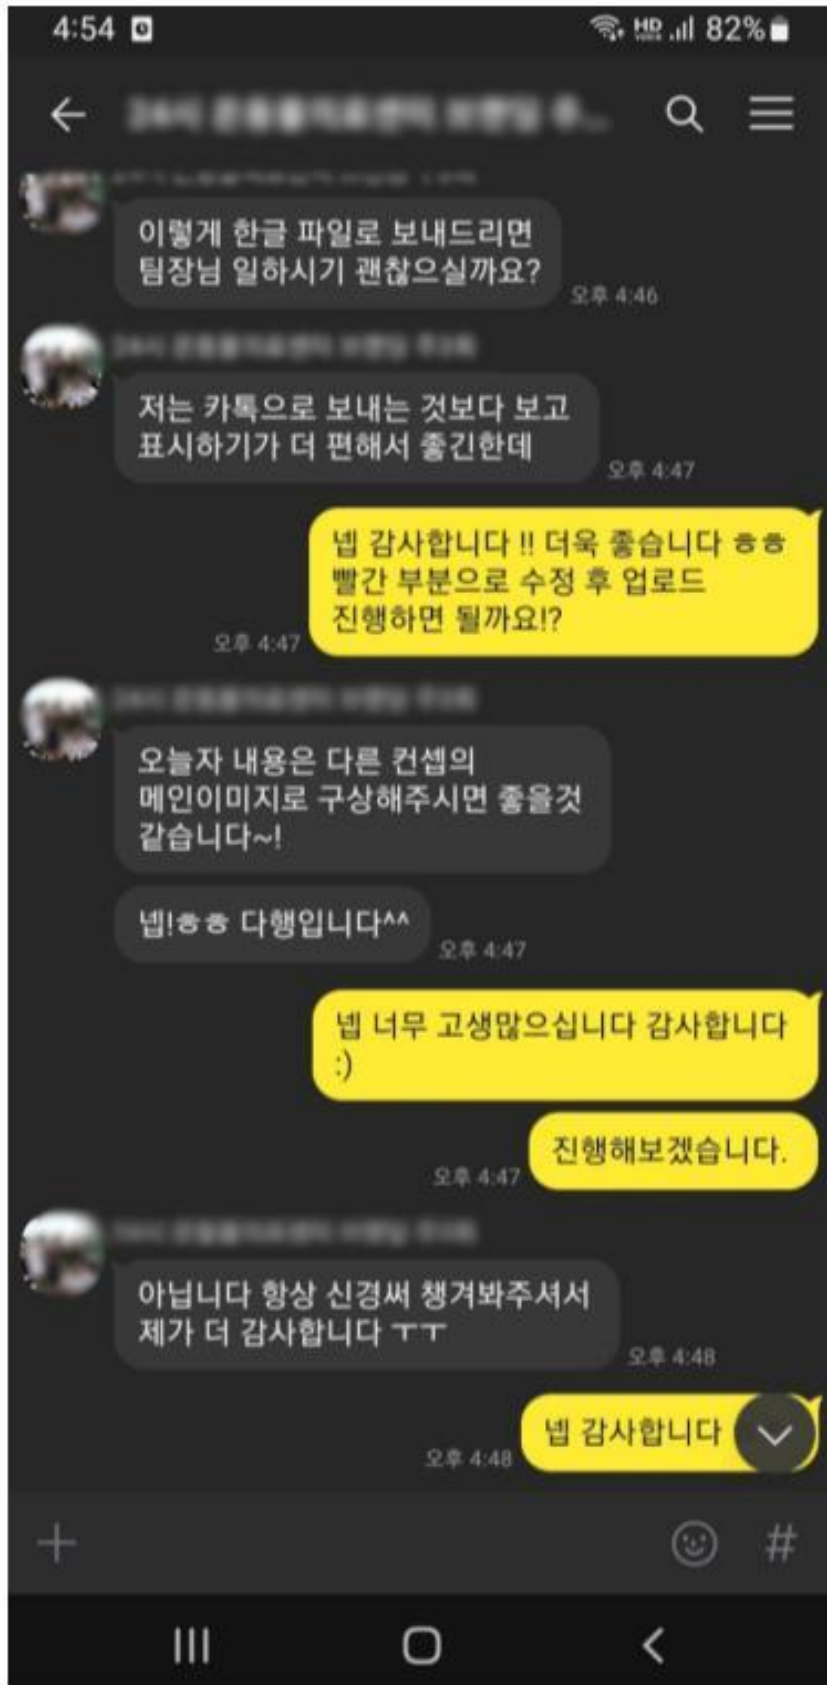 4:54
HD VOICE 82%
이렇게 한글 파일로 보내드리면
팀장님 일하시기 괜찮으실까요?
오후 4:46
저는 카톡으로 보내는 것보다 보고
표시하기가 더 편해서 좋긴한데
오후 4:47
넵 감사합니다 !! 더욱 좋습니다 ㅎㅎ
빨간 부분으로 수정 후 업로드
진행하면 될까요!?
오후 4:47
오늘자 내용은 다른 컨셉의
메인이미지로 구상해주시면 좋을것
같습니다~!
넵!ㅎㅎ 다행입니다^^
오후 4:47
넵 너무 고생많으십니다 감사합니다
:)
진행해보겠습니다.
오후 4:47
아닙니다 항상 신경써 챙겨봐주셔서
제가 더 감사합니다 ㅜㅜ
오후 4:48
넵 감사합니다
오후 4:48
#